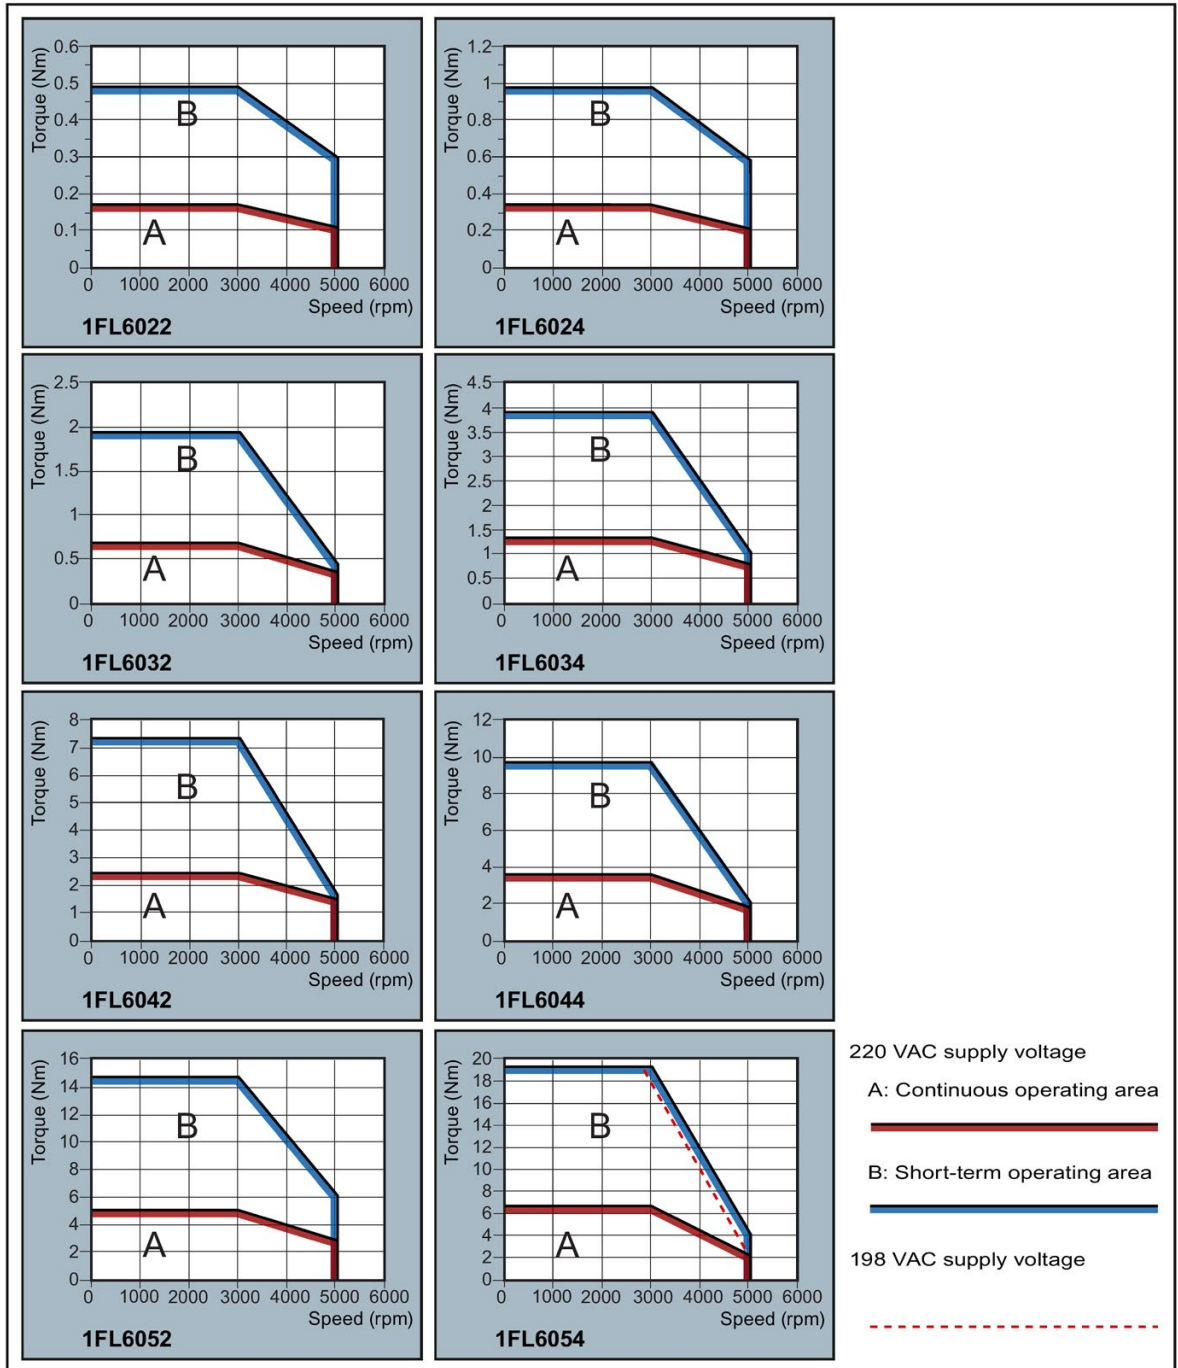 Torque (Nm)
0.6
0.5
0.4
0.3
0.2
0.1
0
B
A
0 1000 2000 3000 4000 5000 6000
Speed (rpm)
1FL6022
Torque (Nm)
1.2
1
0.8
0.6
0.4
0.2
0
B
A
0 1000 2000 3000 4000 5000 6000
Speed (rpm)
1FL6024
Torque (Nm)
2.5
2
1.5
1
0.5
0
B
A
0 1000 2000 3000 4000 5000 6000
Speed (rpm)
1FL6032
Torque (Nm)
4.5
4
3.5
3
2.5
2
1.5
1
0.5
0
B
A
0 1000 2000 3000 4000 5000 6000
Speed (rpm)
1FL6034
Torque (Nm)
8
7
6
5
4
3
2
1
0
B
A
0 1000 2000 3000 4000 5000 6000
Speed (rpm)
1FL6042
Torque (Nm)
12
10
8
6
4
2
0
B
A
0 1000 2000 3000 4000 5000 6000
Speed (rpm)
1FL6044
Torque (Nm)
16
14
12
10
8
6
4
2
0
B
A
0 1000 2000 3000 4000 5000 6000
Speed (rpm)
1FL6052
Torque (Nm)
20
18
16
14
12
10
8
6
4
2
0
B
A
0 1000 2000 3000 4000 5000 6000
Speed (rpm)
1FL6054
220 VAC supply voltage
A: Continuous operating area
B: Short-term operating area
198 VAC supply voltage